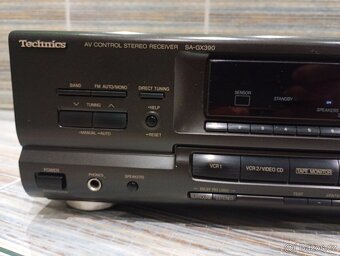 Technics
AV CONTROL STEREO RECEIVER SA-GX390
BAND FM AUTO/MONO DIRECT TUNING
TUNING
HELP
MANUAL AUTO
RESET
SENSOR
STANDBY
SPEAKERS
VCR 1 VCR 2/VIDEO CD TAPE MONITOR
POWER
PHONES
SPEAKERS